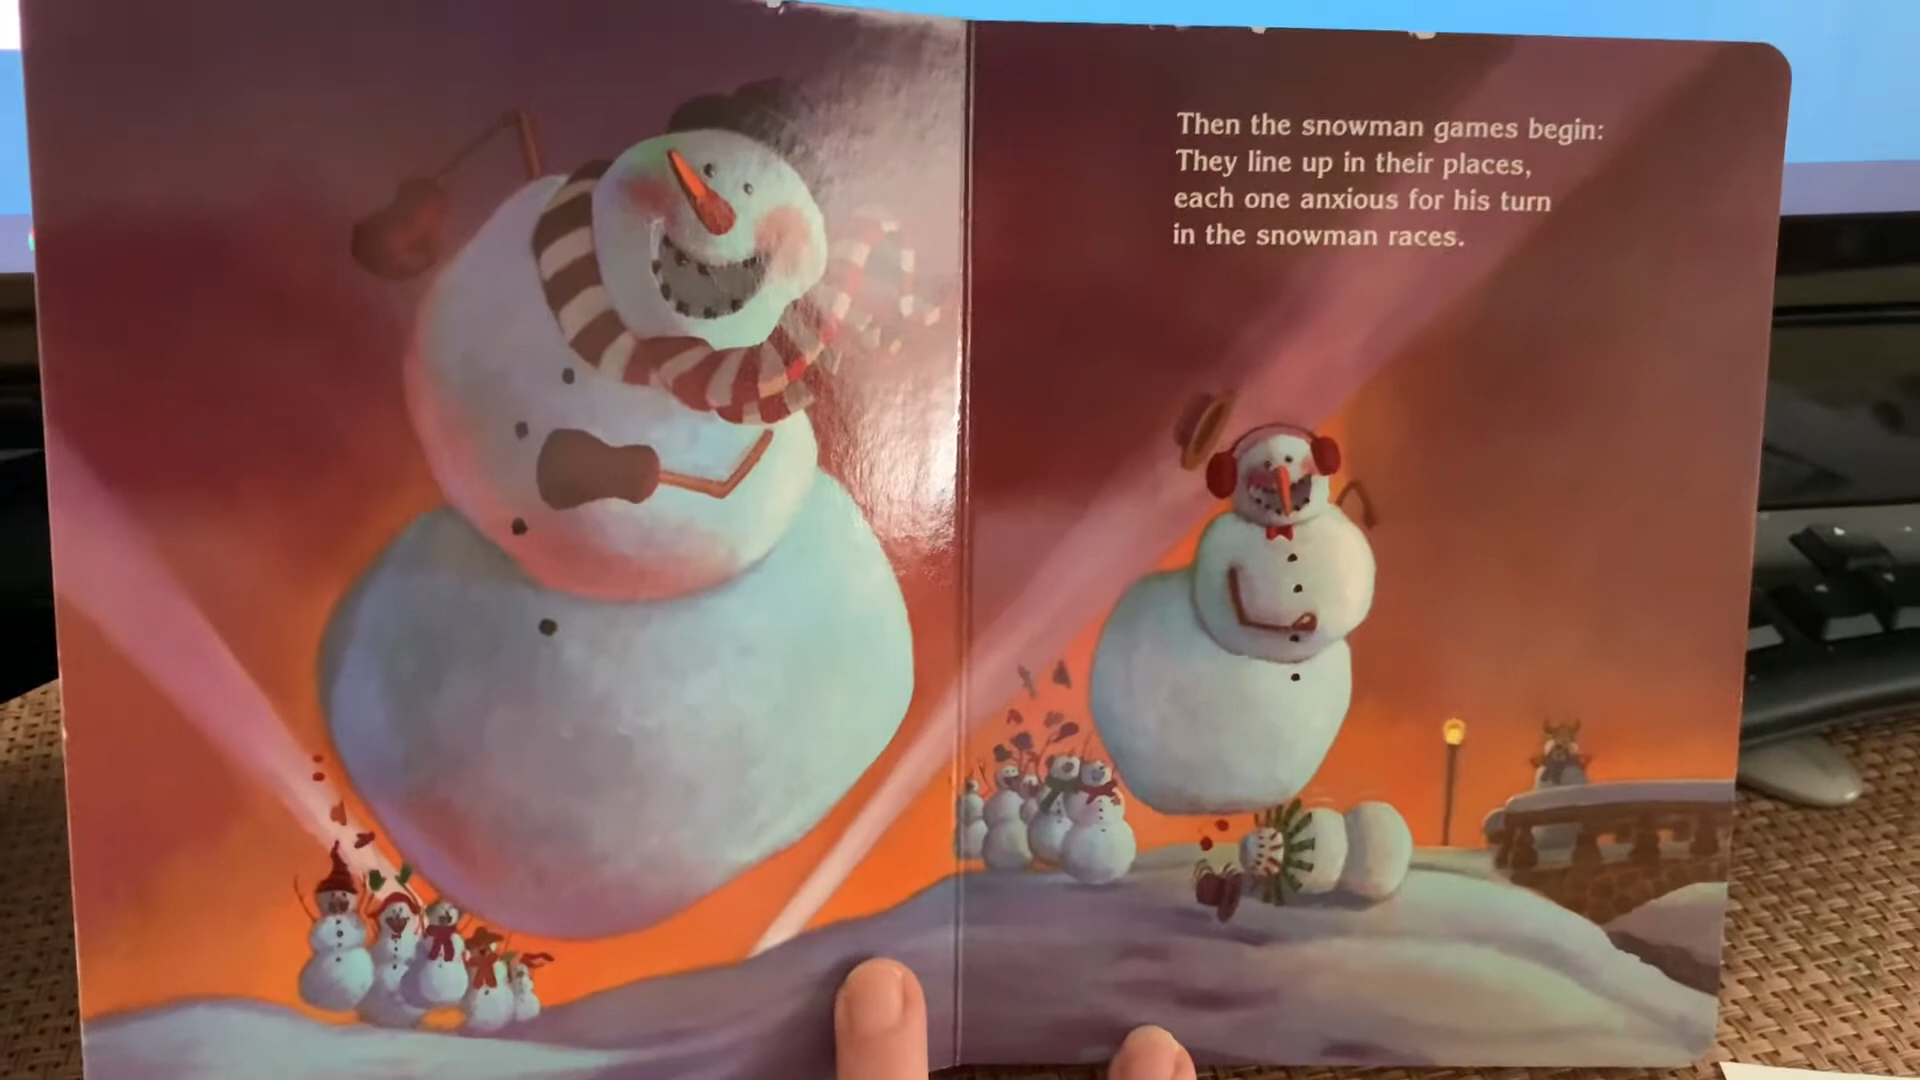 Then the snowman games begin:
They line up in their places,
each one anxious for his turn
in the snowman races.